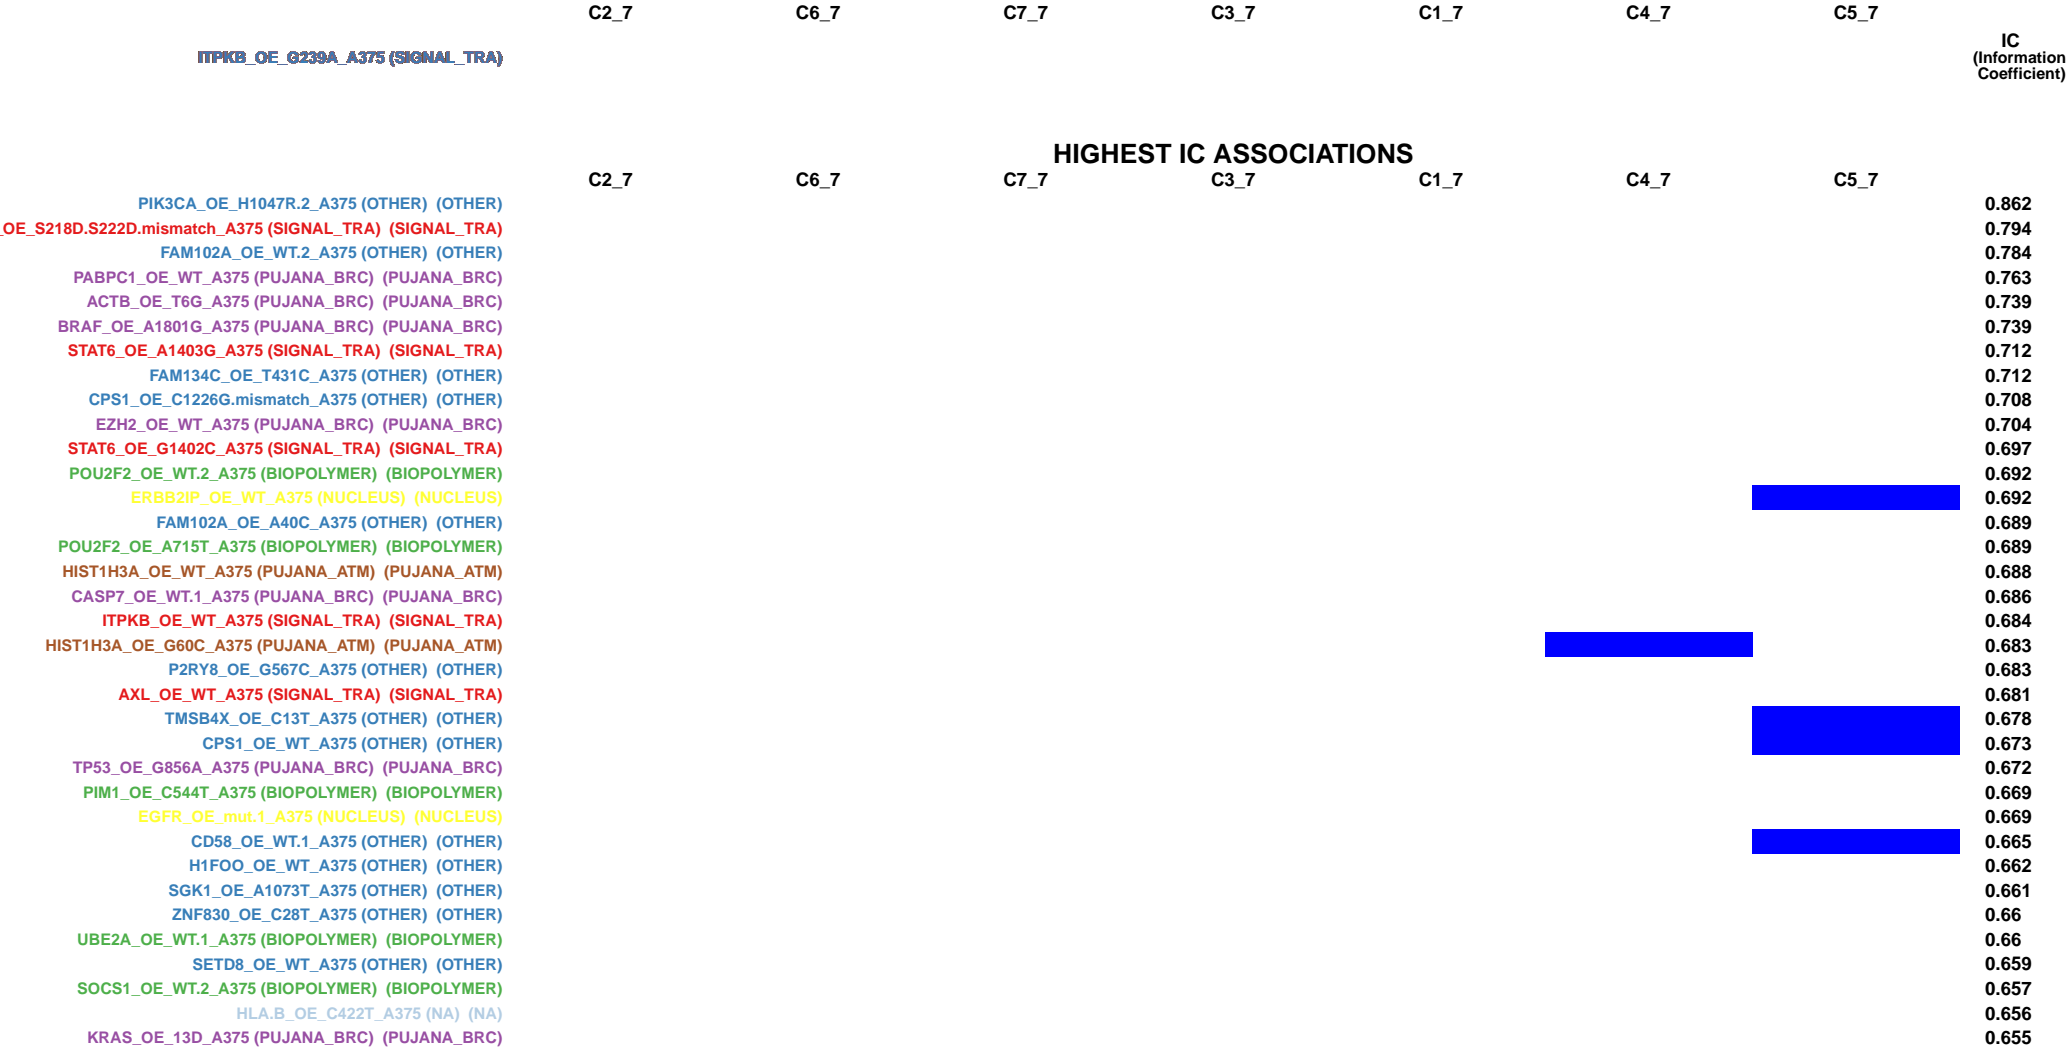 C2_7 C6_7 C7_7 C3_7 C1_7 C4_7 C5_7
ITPKB_OE_G239A_A375 (SIGNAL_TRA)
IC
(Information
Coefficient)
HIGHEST IC ASSOCIATIONS
C2_7 C6_7 C7_7 C3_7 C1_7 C4_7 C5_7
PIK3CA_OE_H1047R.2_A375 (OTHER) (OTHER) 0.862
_OE_S218D.S222D.mismatch_A375 (SIGNAL_TRA) (SIGNAL_TRA) 0.794
FAM102A_OE_WT.2_A375 (OTHER) (OTHER) 0.784
PABPC1_OE_WT_A375 (PUJANA_BRC) (PUJANA_BRC) 0.763
ACTB_OE_T6G_A375 (PUJANA_BRC) (PUJANA_BRC) 0.739
BRAF_OE_A1801G_A375 (PUJANA_BRC) (PUJANA_BRC) 0.739
STAT6_OE_A1403G_A375 (SIGNAL_TRA) (SIGNAL_TRA) 0.712
FAM134C_OE_T431C_A375 (OTHER) (OTHER) 0.712
CPS1_OE_C1226G.mismatch_A375 (OTHER) (OTHER) 0.708
EZH2_OE_WT_A375 (PUJANA_BRC) (PUJANA_BRC) 0.704
STAT6_OE_G1402C_A375 (SIGNAL_TRA) (SIGNAL_TRA) 0.697
POU2F2_OE_WT.2_A375 (BIOPOLYMER) (BIOPOLYMER) 0.692
ERBB2IP_OE_WT_A375 (NUCLEUS) (NUCLEUS) 0.692
FAM102A_OE_A40C_A375 (OTHER) (OTHER) 0.689
POU2F2_OE_A715T_A375 (BIOPOLYMER) (BIOPOLYMER) 0.689
HIST1H3A_OE_WT_A375 (PUJANA_ATM) (PUJANA_ATM) 0.688
CASP7_OE_WT.1_A375 (PUJANA_BRC) (PUJANA_BRC) 0.686
ITPKB_OE_WT_A375 (SIGNAL_TRA) (SIGNAL_TRA) 0.684
HIST1H3A_OE_G60C_A375 (PUJANA_ATM) (PUJANA_ATM) 0.683
P2RY8_OE_G567C_A375 (OTHER) (OTHER) 0.683
AXL_OE_WT_A375 (SIGNAL_TRA) (SIGNAL_TRA) 0.681
TMSB4X_OE_C13T_A375 (OTHER) (OTHER) 0.678
CPS1_OE_WT_A375 (OTHER) (OTHER) 0.673
TP53_OE_G856A_A375 (PUJANA_BRC) (PUJANA_BRC) 0.672
PIM1_OE_C544T_A375 (BIOPOLYMER) (BIOPOLYMER) 0.669
EGFR_OE_mut.1_A375 (NUCLEUS) (NUCLEUS) 0.669
CD58_OE_WT.1_A375 (OTHER) (OTHER) 0.665
H1FOO_OE_WT_A375 (OTHER) (OTHER) 0.662
SGK1_OE_A1073T_A375 (OTHER) (OTHER) 0.661
ZNF830_OE_C28T_A375 (OTHER) (OTHER) 0.66
UBE2A_OE_WT.1_A375 (BIOPOLYMER) (BIOPOLYMER) 0.66
SETD8_OE_WT_A375 (OTHER) (OTHER) 0.659
SOCS1_OE_WT.2_A375 (BIOPOLYMER) (BIOPOLYMER) 0.657
HLA.B_OE_C422T_A375 (NA) (NA) 0.656
KRAS_OE_13D_A375 (PUJANA_BRC) (PUJANA_BRC) 0.655